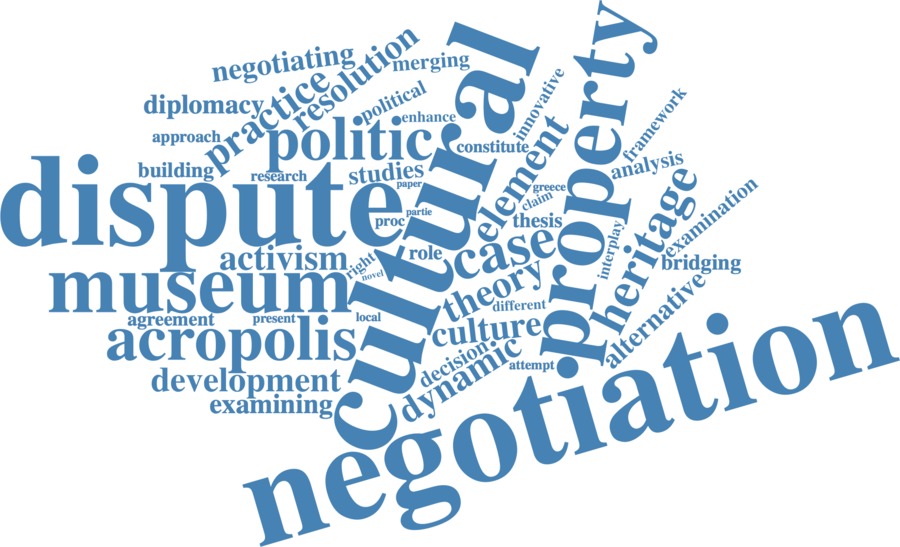 negotiating
resolution
merging
practice
diplomacy
political
innovative
cultural
property
approach
enhance
politic
constitute
framework
building
research
studies
element
analysis
paper
greece
dispute
partie
proc
claim
thesis
heritage
examination
activism
right
role
case
interplay
bridging
museum
novel
theory
different
alternative
agreement
present
local
culture
acropolis
decision
attempt
development
dynamic
examining
negotiation